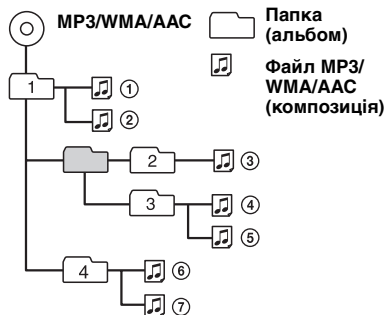 MP3/WMA/AAC
Папка
(альбом)
Файл MP3/
WMA/AAC
(композиція)
1
①
②
2
③
3
④
⑤
4
⑥
⑦